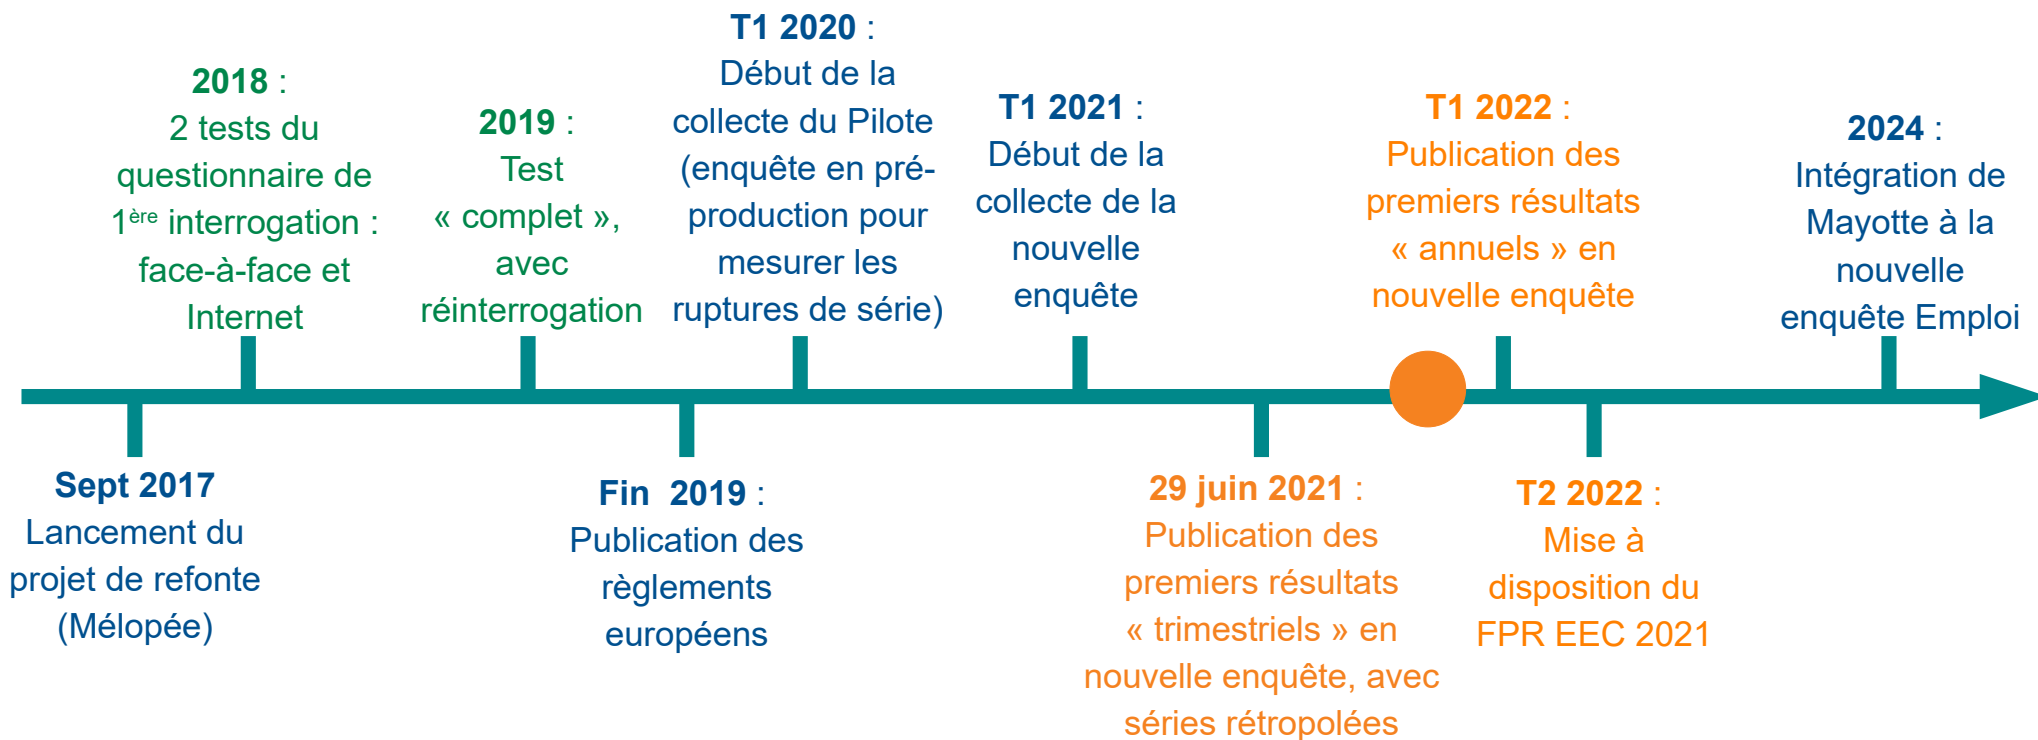 2018 :
2 tests du
questionnaire de
1ère interrogation :
face-à-face et
Internet
2019 :
Test
« complet »,
avec
réinterrogation
T1 2020 :
Début de la
collecte du Pilote
(enquête en pré-
production pour
mesurer les
ruptures de série)
T1 2021 :
Début de la
collecte de la
nouvelle
enquête
T1 2022 :
Publication des
premiers résultats
« annuels » en
nouvelle enquête
2024 :
Intégration de
Mayotte à la
nouvelle
enquête Emploi
Sept 2017
Lancement du
projet de refonte
(Mélopée)
Fin  2019 :
Publication des
règlements
européens
29 juin 2021 :
Publication des
premiers résultats
« trimestriels » en
nouvelle enquête, avec
séries rétropolées
T2 2022 :
Mise à
disposition du
FPR EEC 2021